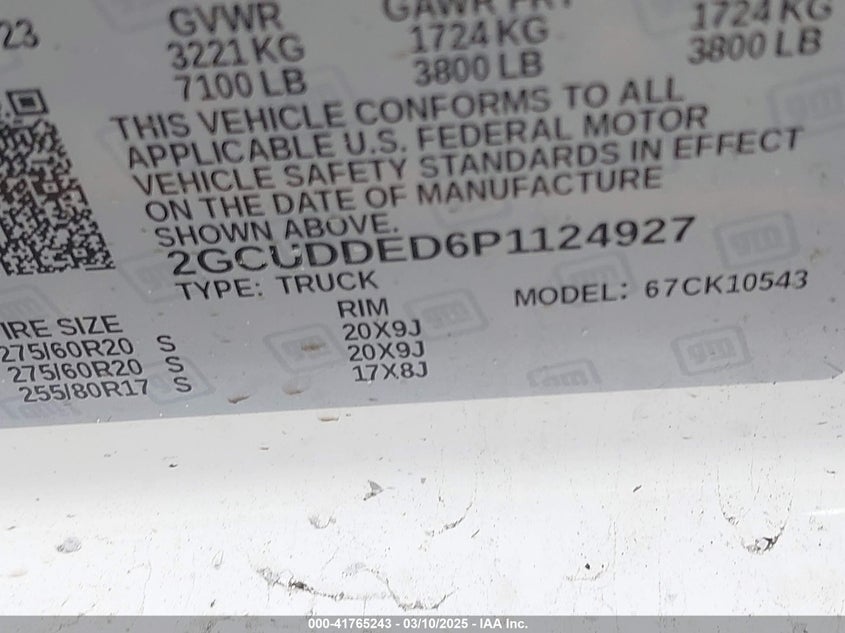 23
GVWR
GAWR FRT
3221 KG
1724 KG
1724 KG
7100 LB
3800 LB
3800 LB
THIS VEHICLE CONFORMS TO ALL
APPLICABLE U.S. FEDERAL MOTOR
VEHICLE SAFETY STANDARDS IN EFFECT
ON THE DATE OF MANUFACTURE
SHOWN ABOVE.
2GCUDDED6P1124927
TYPE: TRUCK
MODEL: 67CK10543
IRE SIZE
RIM
275/60R20 S
20X9J
275/60R20 S
20X9J
255/80R17 S
17X8J
gm
000-41765243 - 03/10/2025 - IAA Inc.